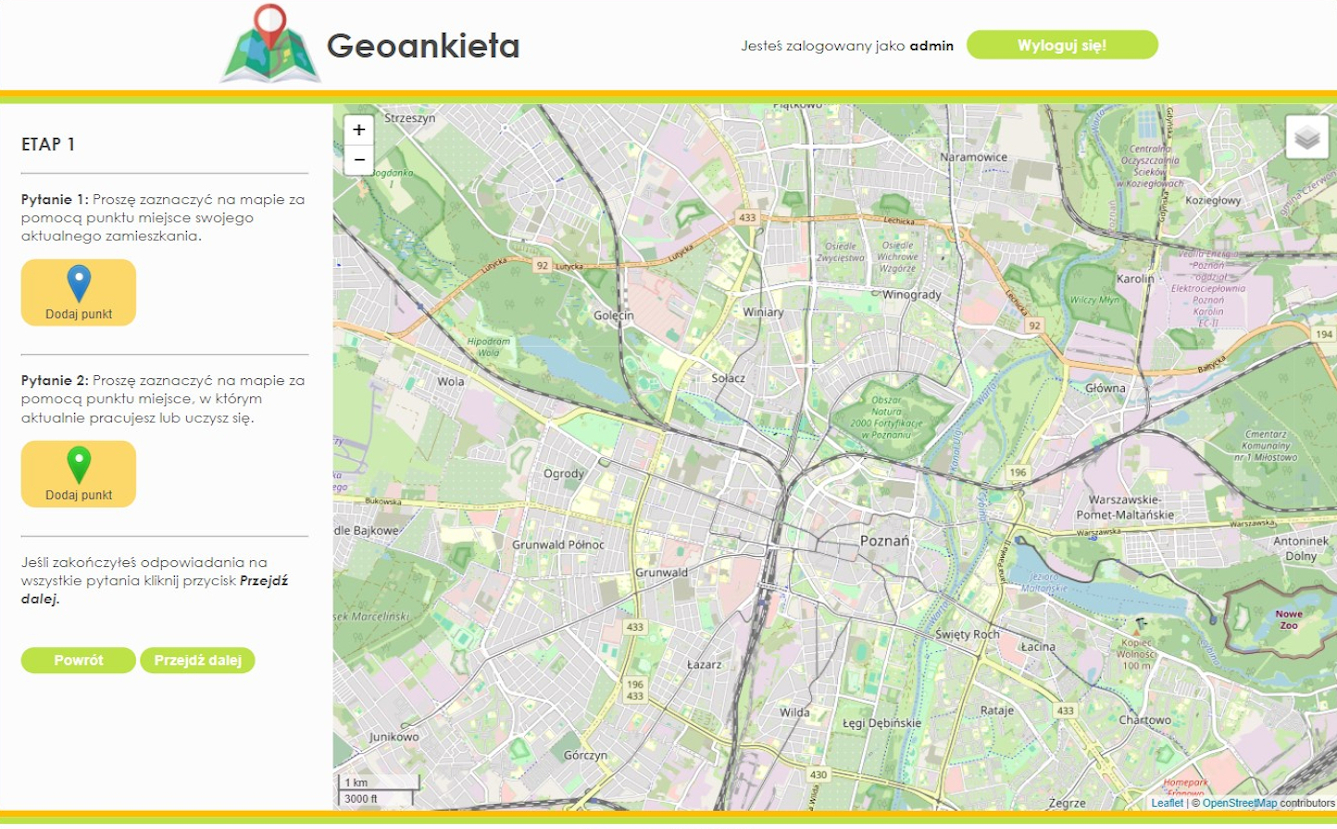 Geoankieta
Jesteś zalogowany jako admin
Wyloguj się!
ETAP 1
Pytanie 1: Proszę zaznaczyć na mapie za
pomocą punktu miejsce swojego
aktualnego zamieszkania.
Dodaj punkt
Pytanie 2: Proszę zaznaczyć na mapie za
pomocą punktu miejsce, w którym
aktualnie pracujesz lub uczysz się.
Dodaj punkt
Jeśli zakończyłeś odpowiadania na
wszystkie pytania kliknij przycisk Przejdź
dalej.
Powrót
Przejdź dalej
+
−
Piątkowo
Strzeszyn
Bogdanka
Naramowice
Centralna
Oczyszczalnia
Ścieków
w Koziegłowach
Gdyńska
Koziegłowy
gmina Czerwon
433
Lechicka
Osiedle
Zwycięstwa
Osiedle
Wichrowe
Wzgórze
Lutycka
92
Lutycka
Lutycka
Karolin
Poznań
oddział
Elektrociepłownia
Poznań
Karolin
EC-II
Gdyńska
Winogrady
Lechicka
Wilczy Młyn
92
Golęcin
Winiary
194
Bałtycka
Hipodrom
Wola
Wola
Sołacz
Główna
Warta
Obszar
Natura
2000 Fortyfikacje
w Poznaniu
Kanał Ulgi
Cmentarz
Komunalny
nr 1 Miłostowo
196
Ogrody
Bukowska
Warszawskie-
Pomet-Maltańskie
Warszawska
Warszawska
dle Bajkowe
Grunwald Północ
Poznań
Antoninek
Dolny
Jana Pawła II
Grunwald
Jezioro
Maltańskie
sek Marceliński
Nowe
Zoo
433
Warta
Święty Roch
Łacina
Kopiec
Wolności
100 m
Cybina
Łazarz
196
433
Wilda
Łęgi Dębińskie
Rataje
433
Chartowo
Junikowo
Górczyn
430
1 km
3000 ft
Żegrze
Homepark
Franowo
Leaflet | © OpenStreetMap contributors